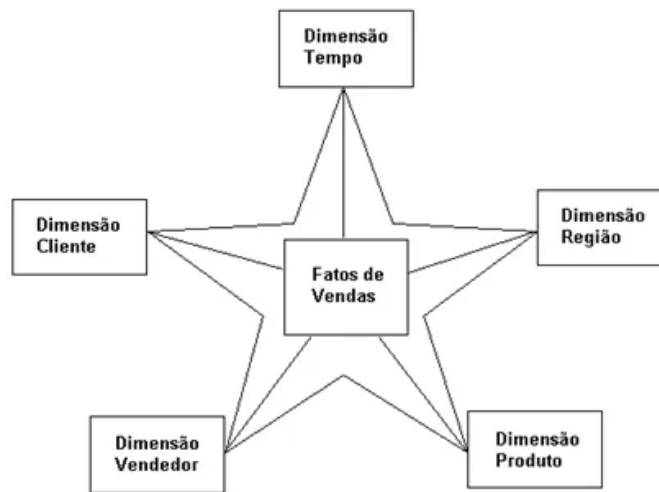 Dimensão
Tempo
Dimensão
Cliente
Dimensão
Região
Fatos de
Vendas
Dimensão
Vendedor
Dimensão
Produto